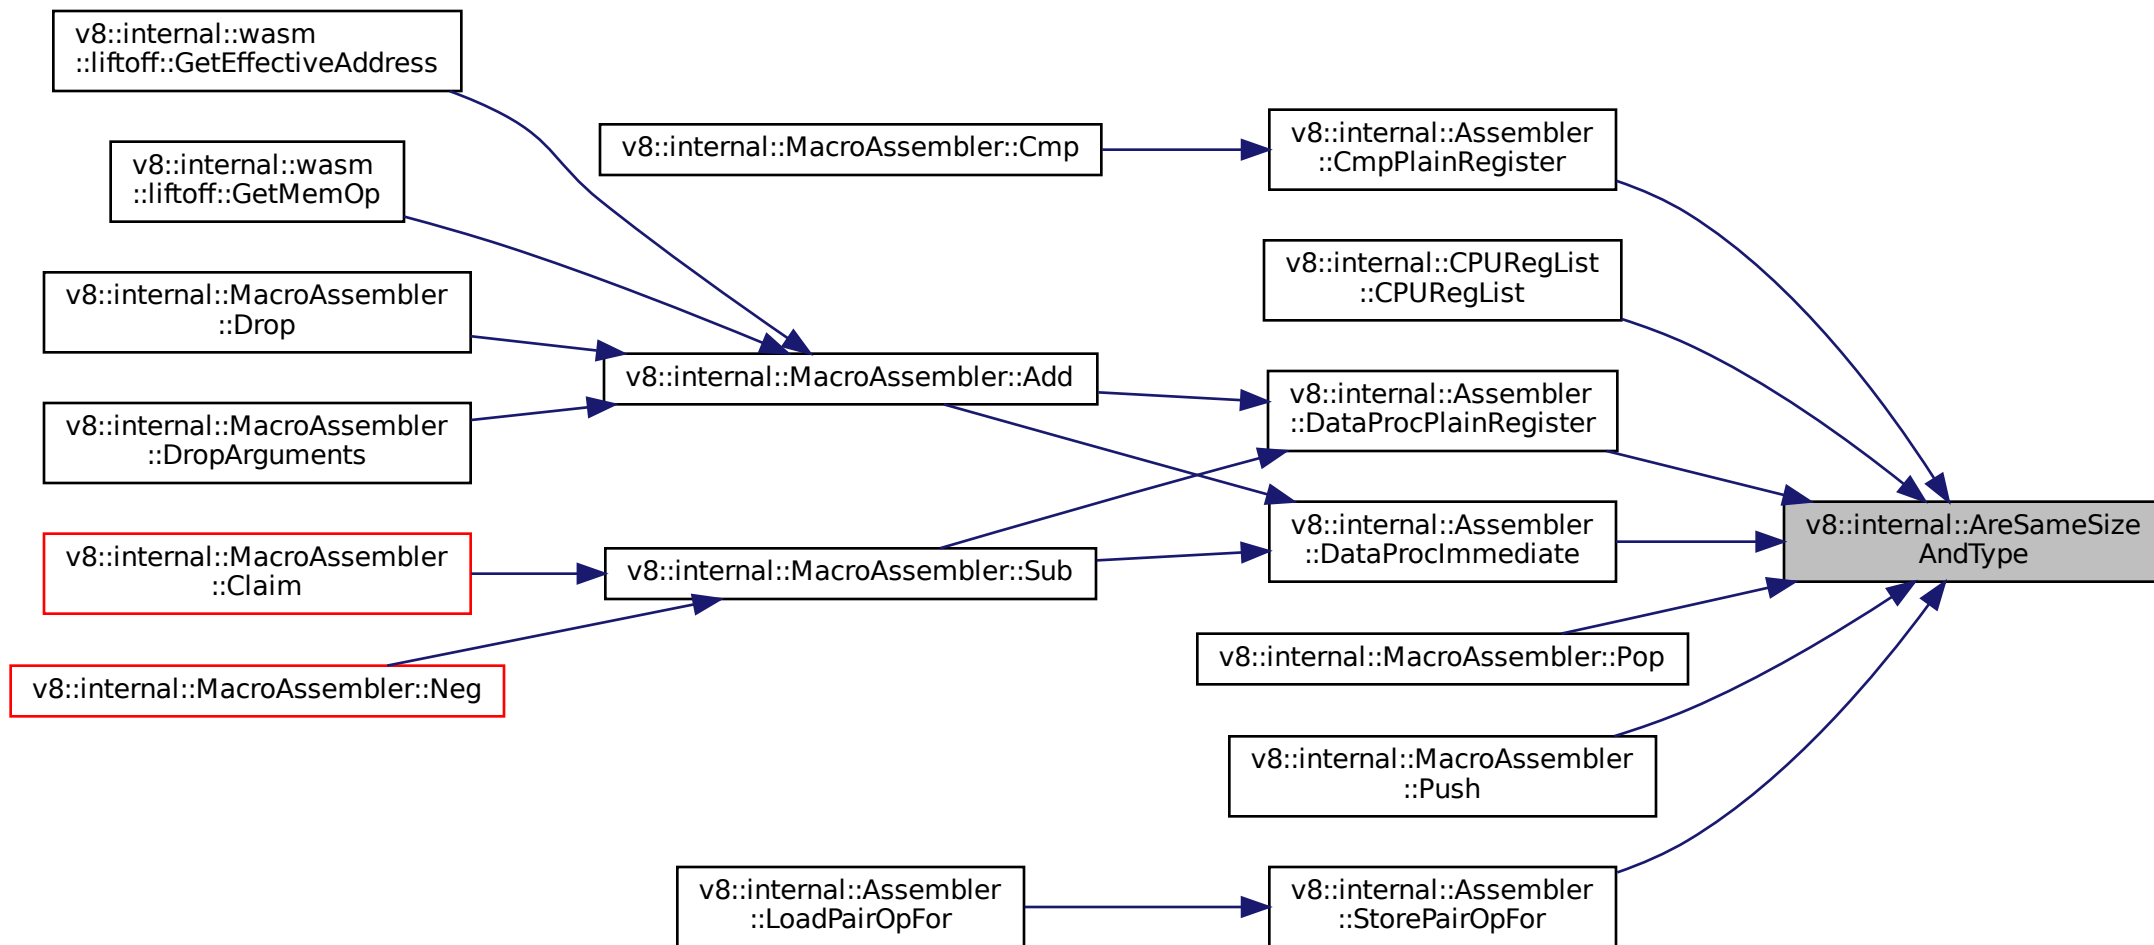 v8::internal::wasm
::liftoff::GetEffectiveAddress
v8::internal::wasm
::liftoff::GetMemOp
v8::internal::MacroAssembler
::Drop
v8::internal::MacroAssembler
::DropArguments
v8::internal::MacroAssembler
::Claim
v8::internal::MacroAssembler::Neg
v8::internal::MacroAssembler::Cmp
v8::internal::MacroAssembler::Add
v8::internal::MacroAssembler::Sub
v8::internal::Assembler
::LoadPairOpFor
v8::internal::Assembler
::CmpPlainRegister
v8::internal::CPURegList
::CPURegList
v8::internal::Assembler
::DataProcPlainRegister
v8::internal::Assembler
::DataProcImmediate
v8::internal::MacroAssembler::Pop
v8::internal::MacroAssembler
::Push
v8::internal::Assembler
::StorePairOpFor
v8::internal::AreSameSize
AndType